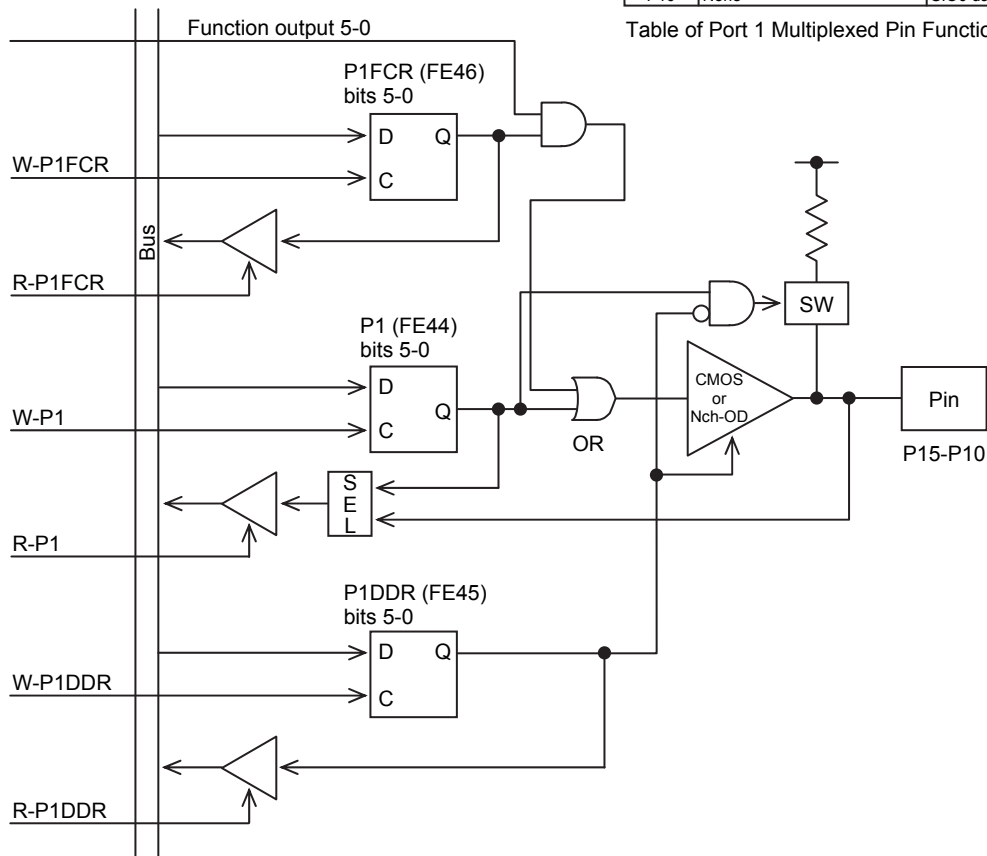 Table of Port 1 Multiplexed Pin Functio
Function output 5-0
P1FCR (FE46)
bits 5-0
D
Q
W-P1FCR
C
Bus
R-P1FCR
SW
P1 (FE44)
bits 5-0
D
Q
CMOS
or
Nch-OD
Pin
W-P1
C
OR
P15-P10
SEL
R-P1
P1DDR (FE45)
bits 5-0
D
Q
W-P1DDR
C
R-P1DDR